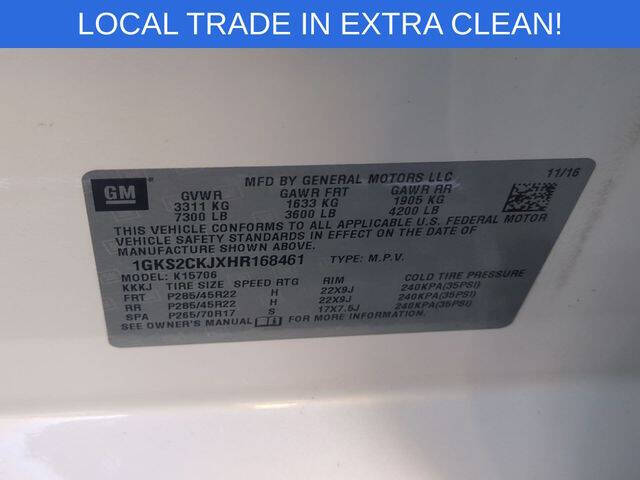 LOCAL TRADE IN EXTRA CLEAN!
GM
MFD BY GENERAL MOTORS LLC 11/16
GVWR GAWR FRT GAWR RR
3311 KG 1633 KG 1905 KG
7300 LB 3600 LB 4200 LB
THIS VEHICLE CONFORMS TO ALL APPLICABLE U.S. FEDERAL MOTOR
VEHICLE SAFETY STANDARDS IN EFFECT ON THE DATE OF
MANUFACTURE SHOWN ABOVE.
1GKS2CKJXHR168461 TYPE: M.P.V.
MODEL: K15706
KKKJ TIRE SIZE SPEED RTG RIM COLD TIRE PRESSURE
FRT P285/45R22 H 22X9J 240KPA(35PSI)
RR P285/45R22 H 22X9J 240KPA(35PSI)
SPA P265/70R17 S 17X7.5J 240KPA(35PSI)
SEE OWNER'S MANUAL FOR MORE INFORMATION.